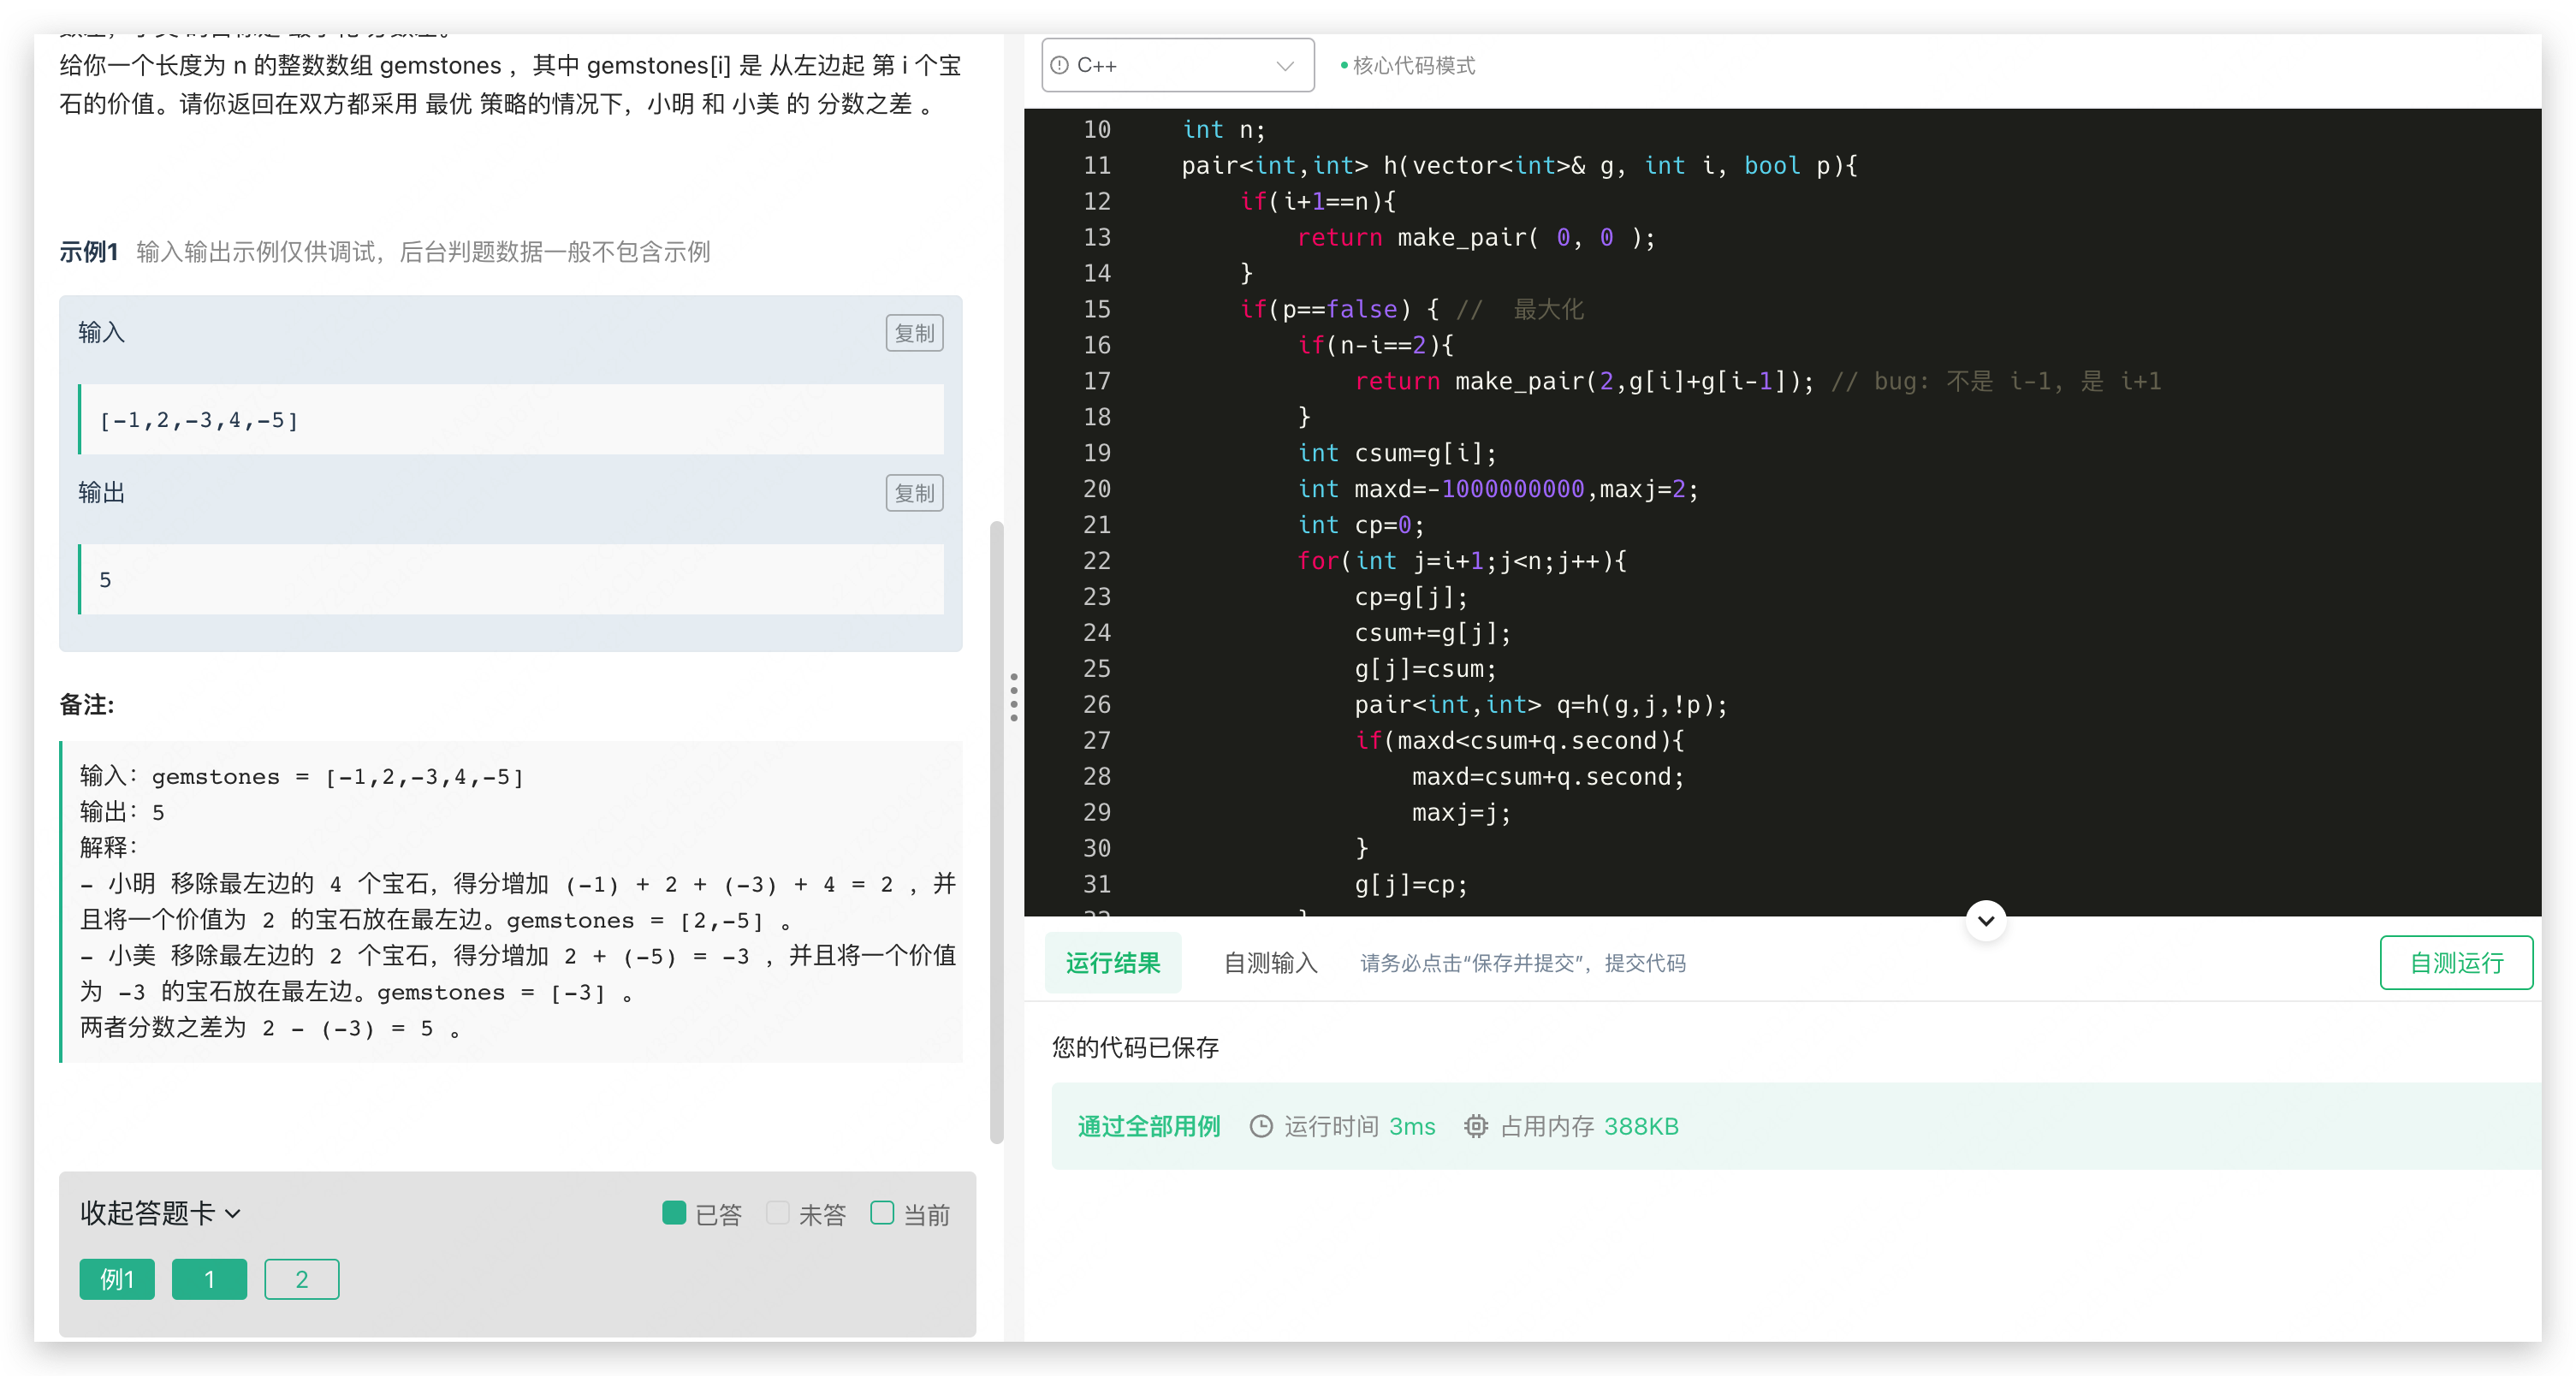 给你一个长度为 n 的整数数组 gemstones ，其中 gemstones[i] 是 从左边起 第 i 个宝
石的价值。请你返回在双方都采用 最优 策略的情况下，小明 和 小美 的 分数之差 。
示例1 输入输出示例仅供调试，后台判题数据一般不包含示例
输入
复制
[-1,2,-3,4,-5]
输出
复制
5
备注:
输入：gemstones = [-1,2,-3,4,-5]
输出：5
解释：
- 小明 移除最左边的 4 个宝石，得分增加 (-1) + 2 + (-3) + 4 = 2 ，并
且将一个价值为 2 的宝石放在最左边。gemstones = [2,-5] 。
- 小美 移除最左边的 2 个宝石，得分增加 2 + (-5) = -3 ，并且将一个价值
为 -3 的宝石放在最左边。gemstones = [-3] 。
两者分数之差为 2 - (-3) = 5 。
收起答题卡
已答 未答 当前
例1 1 2
C++
核心代码模式
10 int n;
11 pair<int,int> h(vector<int>& g, int i, bool p){
12 if(i+1==n){
13 return make_pair( 0, 0 );
14 }
15 if(p==false) { // 最大化
16 if(n-i==2){
17 return make_pair(2,g[i]+g[i-1]); // bug: 不是 i-1, 是 i+1
18 }
19 int csum=g[i];
20 int maxd=-1000000000,maxj=2;
21 int cp=0;
22 for(int j=i+1;j<n;j++){
23 cp=g[j];
24 csum+=g[j];
25 g[j]=csum;
26 pair<int,int> q=h(g,j,!p);
27 if(maxd<csum+q.second){
28 maxd=csum+q.second;
29 maxj=j;
30 }
31 g[j]=cp;
运行结果 自测输入 请务必点击“保存并提交”，提交代码
自测运行
您的代码已保存
通过全部用例 运行时间 3ms 占用内存 388KB